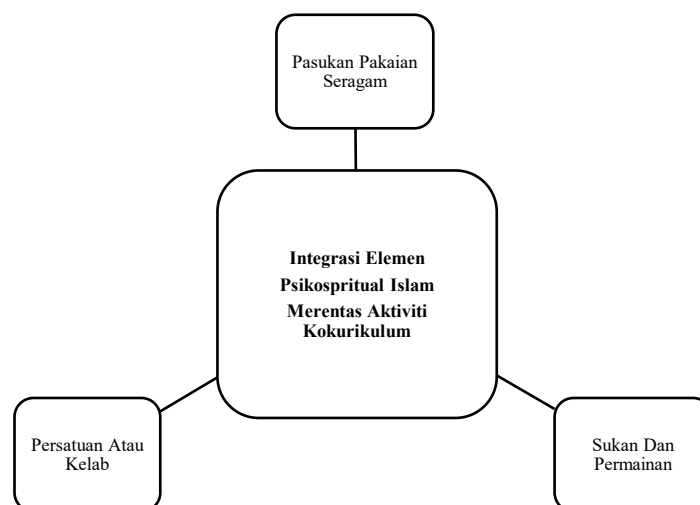 Pasukan Pakaian
Seragam
Integrasi Elemen
Psikospritual Islam
Merentas Aktiviti
Kokurikulum
Persatuan Atau
Kelab
Sukan Dan
Permainan